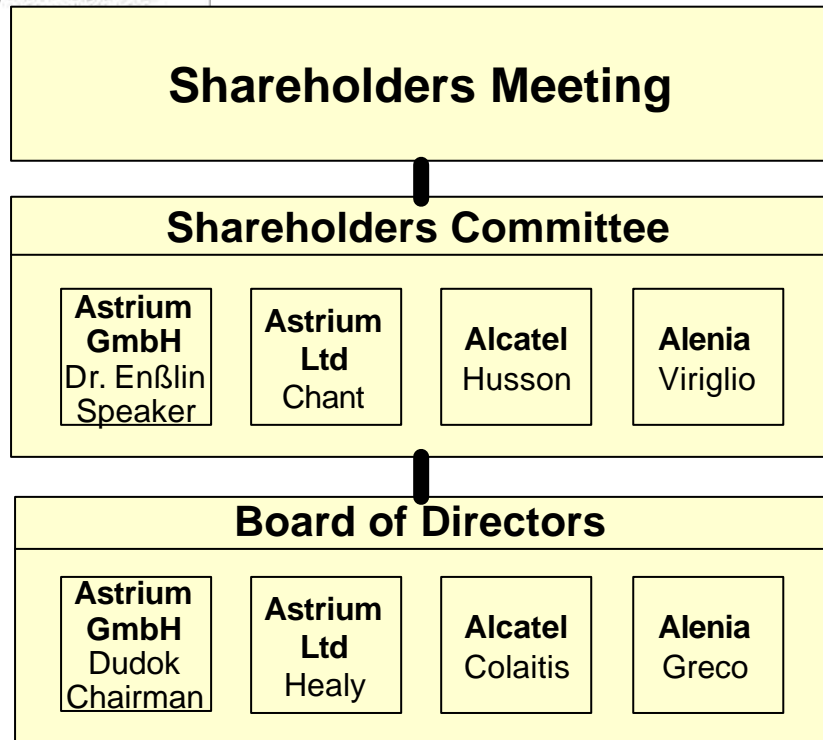 Shareholders Meeting
Shareholders Committee
Astrium
GmbH
Dr. Enßlin
Speaker
Astrium
Ltd
Chant
Alcatel
Husson
Alenia
Viriglio
Board of Directors
Astrium
GmbH
Dudok
Chairman
Astrium
Ltd
Healy
Alcatel
Colaitis
Alenia
Greco